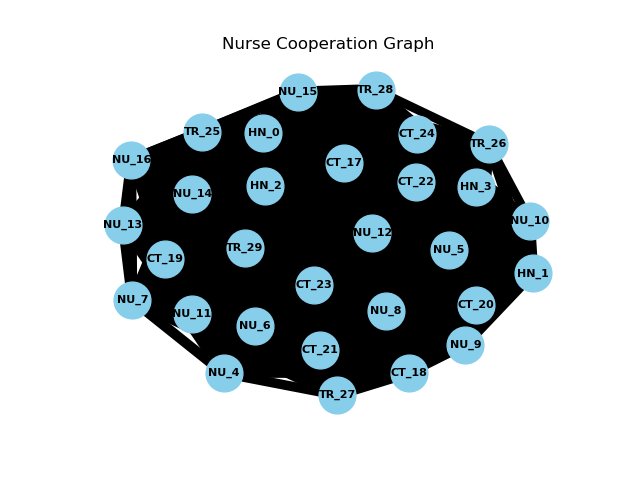 Nurse Cooperation Graph
NU_15
TR_28
TR_25
HN_0
CT_24
TR_26
NU_16
CT_17
NU_14
HN_2
CT_22
HN_3
NU_13
NU_10
NU_12
CT_19
TR_29
NU_5
HN_1
CT_23
NU_7
NU_11
NU_8
CT_20
NU_6
CT_21
NU_9
NU_4
CT_18
TR_27